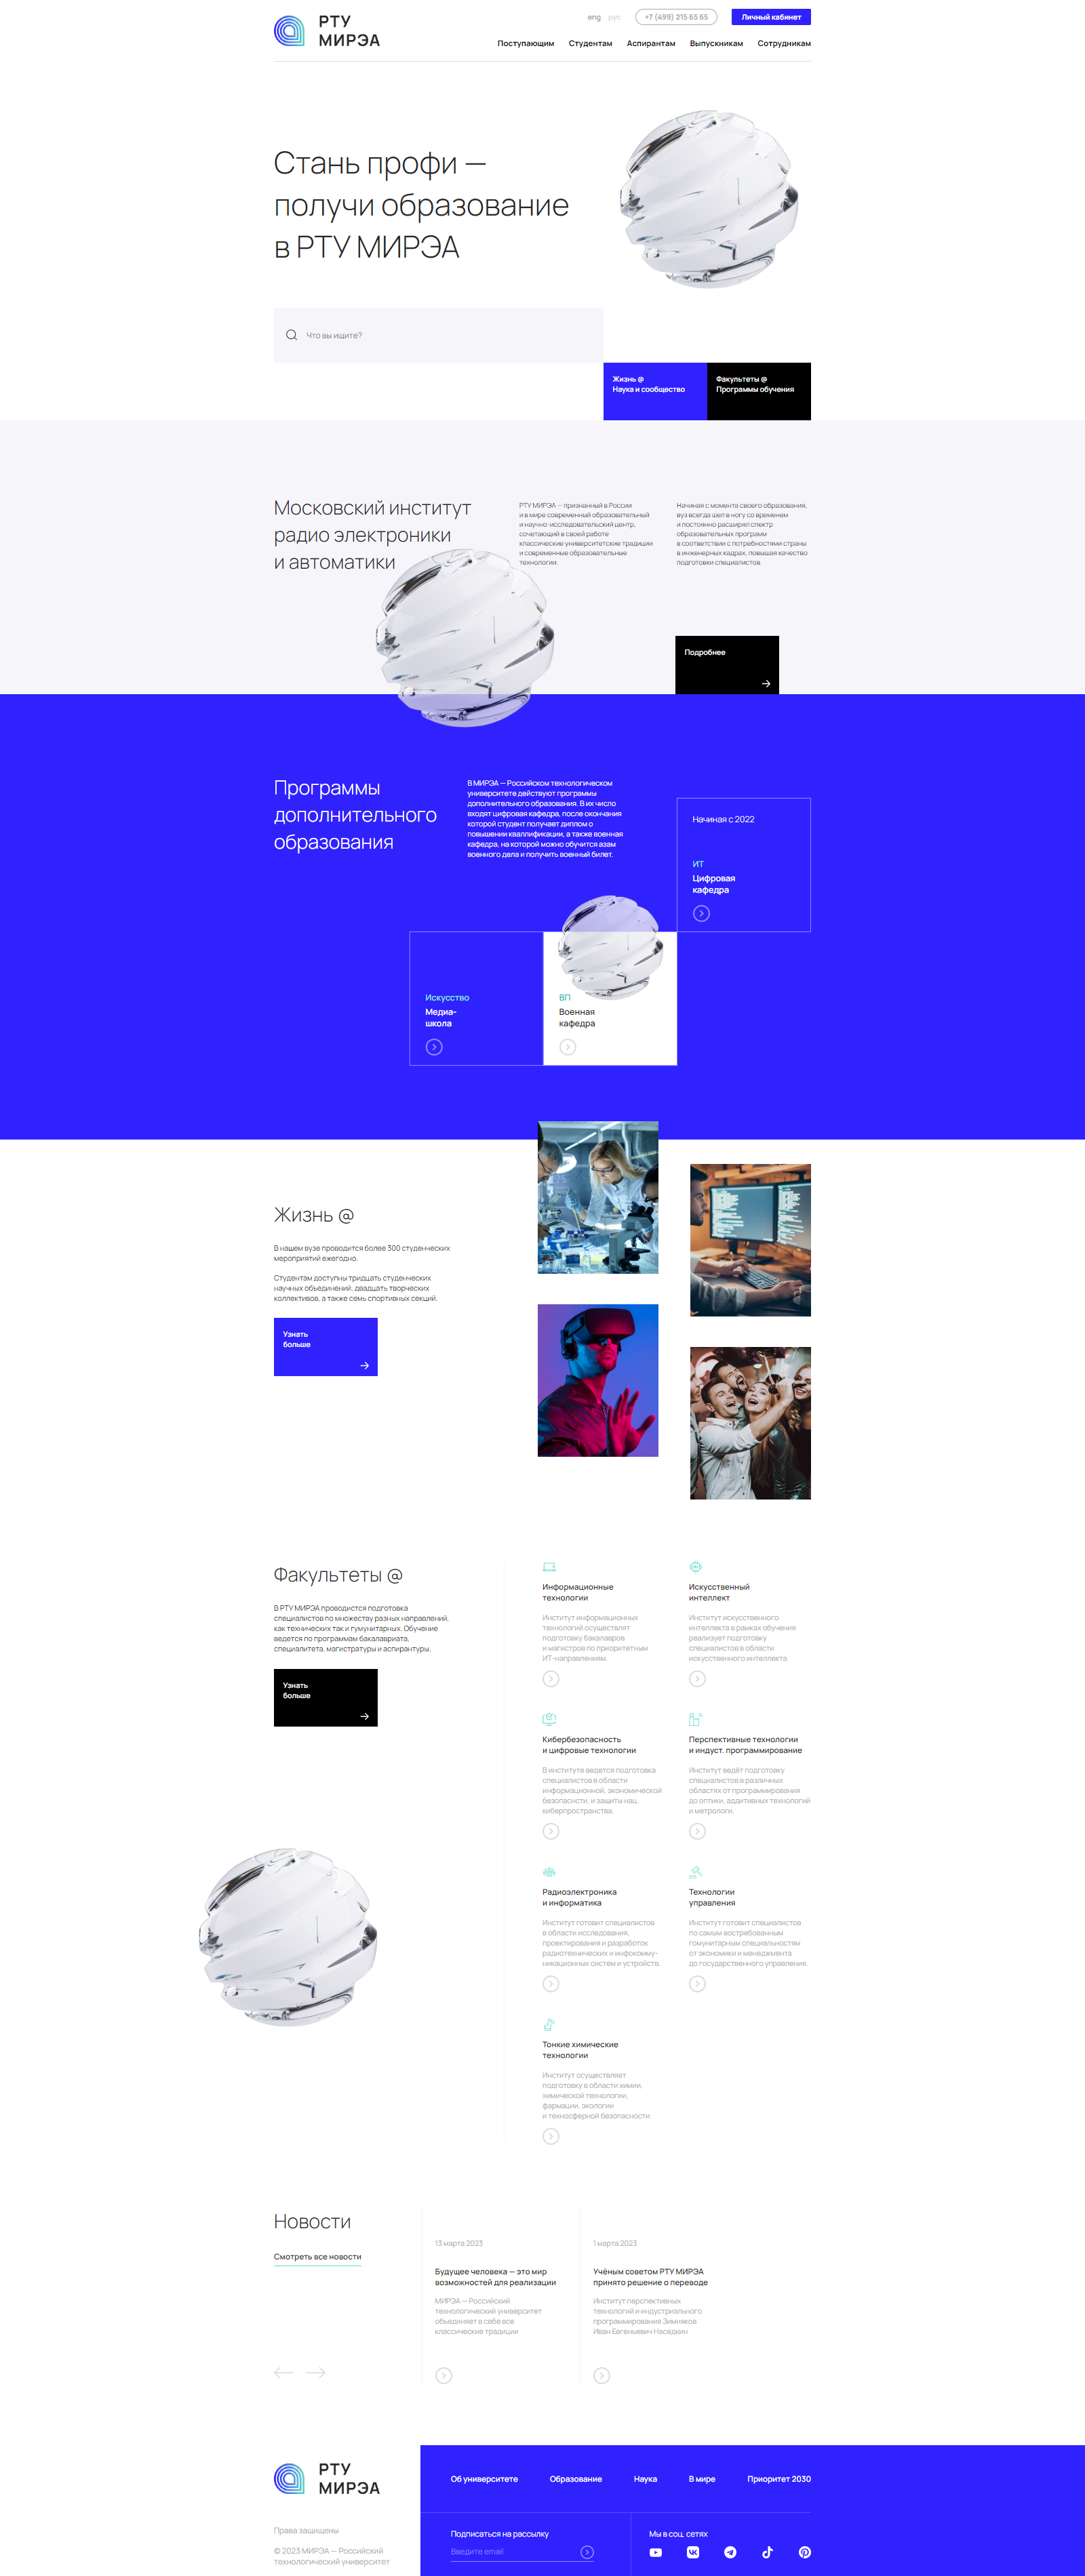 РТУ
МИРЭА
eng рус +7 (499) 215 65 65 Личный кабинет
Поступающим Студентам Аспирантам Выпускникам Сотрудникам
Стань профи —
получи образование
в РТУ МИРЭА
Что вы ищите?
Жизнь @
Наука и сообщество
Факультеты @
Программы обучения
Московский институт
радио электроники
и автоматики
РТУ МИРЭА — признанный в России
и в мире современный образовательный
и научно-исследовательский центр,
сочетающий в своей работе
классические университетские традиции
и современные образовательные
технологии.
Начиная с момента своего образования,
вуз всегда шел в ногу со временем
и постоянно расширял спектр
образовательных программ
в соответствии с потребностями страны
в инженерных кадрах, повышая качество
подготовки специалистов
Подробнее
Программы
дополнительного
образования
В МИРЭА — Российском технологическом
университете действуют программы
дополнительного образования. В их число
входят цифровая кафедра, после окончания
которой студент получает диплом о
повышении кваллификации, а также военная
кафедра, на которой можно обучится азам
военного дела и получить военный билет.
Начиная с 2022
ИТ
Цифровая
кафедра
Искусство
Медиа-
школа
ВП
Военная
кафедра
Жизнь @
В нашем вузе проводится более 300 студенческих
мероприятий ежегодно.
Студентам доступны тридцать студенческих
научных объединений, двадцать творческих
коллективов, а также семь спортивных секций.
Узнать
больше
Факультеты @
В РТУ МИРЭА проводистся подготовка
специалистов по множеству разных направлений,
как технических так и гумунитарных. Обучение
ведется по программам бакалавриата,
специалитета, магистратуры и аспирантуры.
Узнать
больше
Информационные
технологии
Институт информационных
технологий осуществлят
подготовку бакалавров
и магистров по приоритетным
ИТ-направлениям.
Искусственный
интеллект
Институт искусственного
интеллекта в рамках обучения
реализует подготовку
специалистов в области
искусственного интеллекта.
Кибербезопасность
и цифровые технологии
В институте ведется подготовка
специалистов в области
информационной, экономической
безопасности, и защиты нац.
киберпространства.
Перспективные технологии
и индуст. программирование
Институт ведёт подготовку
специалистов в различных
областях от программирования
до оптики, аддитивных технологий
и метрологи.
Радиоэлектроника
и информатика
Институт готовит специалистов
в области исследования,
проектирования и разработок
радиотехнических и инфокомму-
никационных систем и устройств.
Технологии
управления
Институт готовит специалистов
по самым востребованным
гомунитарным специальностям
от экономики и менеджмента
до государственного управления.
Тонкие химические
технологии
Институт осуществляет
подготовку в области химии,
химической технологии,
фармации, экологии
и техносферной безопасности.
Новости
Смотреть все новости
13 марта 2023
Будущее человека — это мир
возможностей для реализации
МИРЭА — Российский
технологический университет
объединяет в себе все
классические традиции
1 марта 2023
Учёным советом РТУ МИРЭА
принято решение о переводе
Институт перспективных
технологий и индустриального
программирования Зимняков
Иван Евгеньевич Наседкин
РТУ
МИРЭА
Права защищены
© 2023 МИРЭА — Российский
технологический университет
Об университете Образование Наука В мире Приоритет 2030
Подписаться на рассылку
Введите email
Мы в соц. сетях